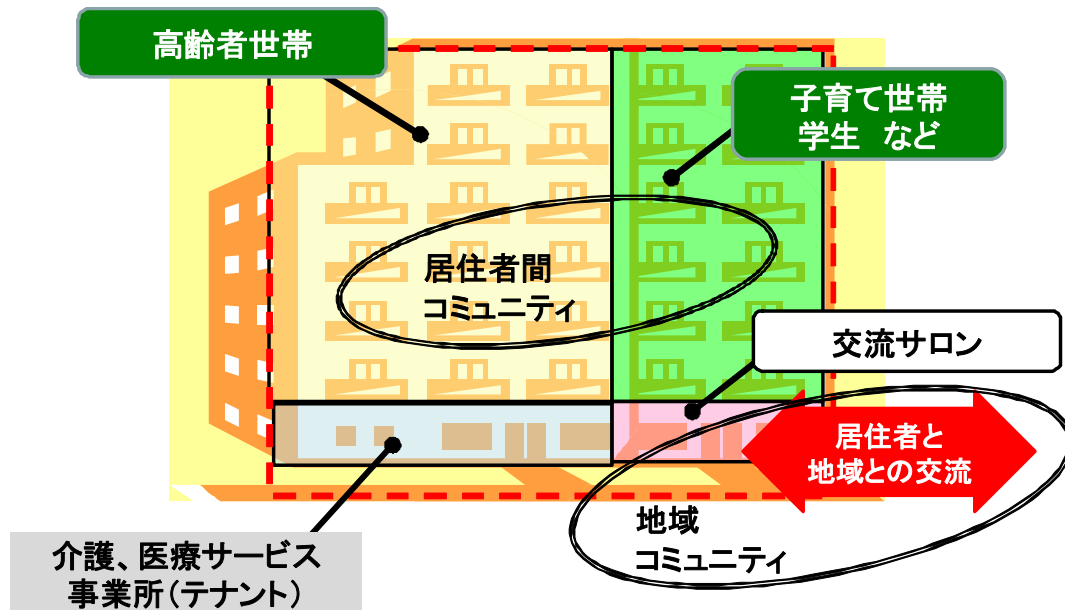 高齢者世帯
子育て世帯
学生　など
居住者間
コミュニティ
交流サロン
居住者と
地域との交流
地域
コミュニティ
介護、医療サービス
事業所(テナント)